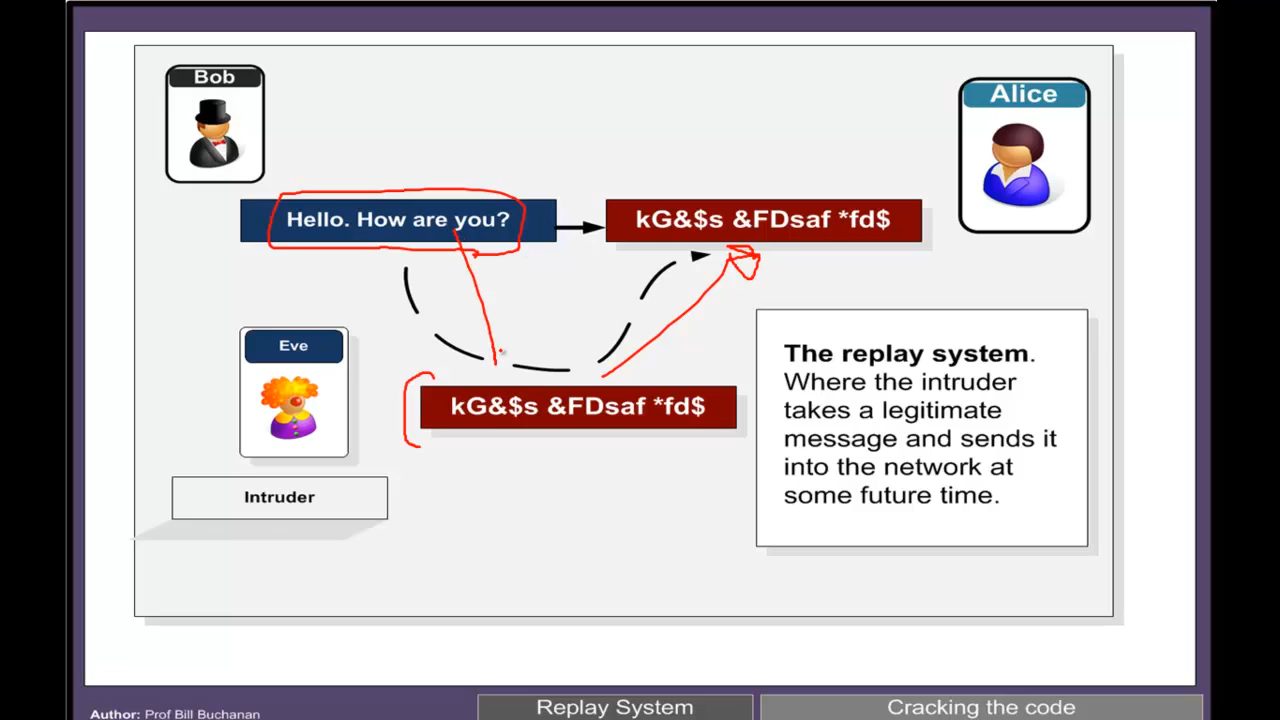 Bob
Alice
Hello. How are you?
kG&$s &FDsaf *fd$
Eve
kG&$s &FDsaf *fd$
Intruder
The replay system.
Where the intruder
takes a legitimate
message and sends it
into the network at
some future time.
Author: Prof Bill Buchanan
Replay System
Cracking the code